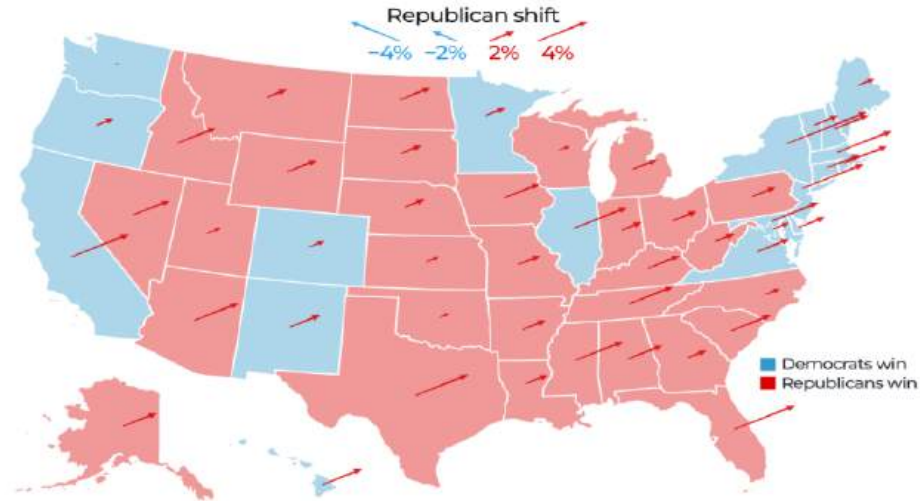 Republican shift
−4% −2% 2% 4%
Democrats win
Republicans win